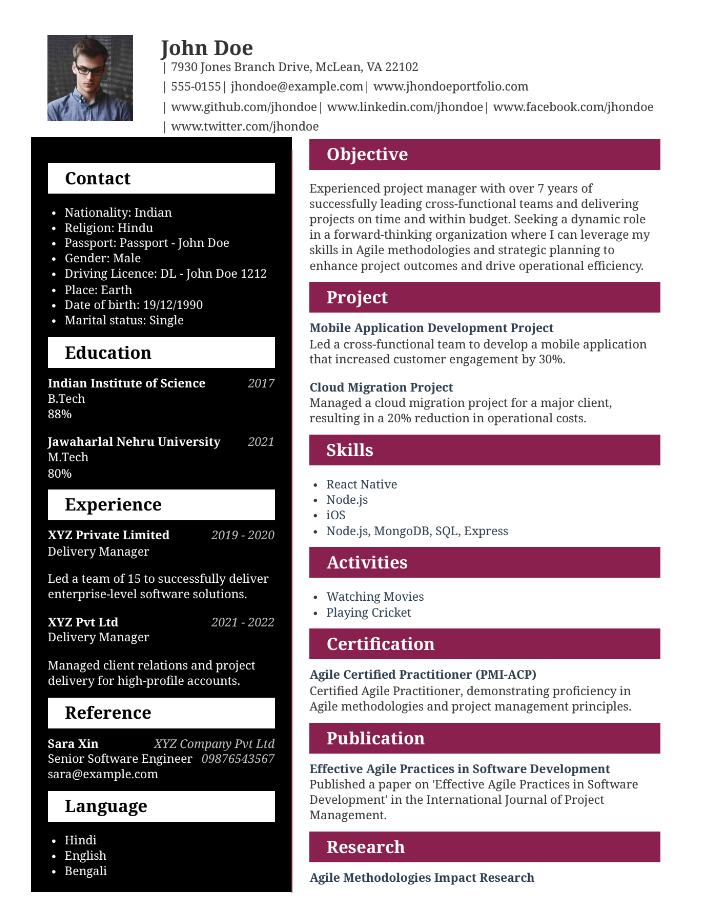 John Doe
| 7930 Jones Branch Drive, McLean, VA 22102
| 555-0155| jhondoe@example.com| www.jhondoeportfolio.com
| www.github.com/jhondoe| www.linkedin.com/jhondoe| www.facebook.com/jhondoe
| www.twitter.com/jhondoe
Contact
• Nationality: Indian
• Religion: Hindu
• Passport: Passport - John Doe
• Gender: Male
• Driving Licence: DL - John Doe 1212
• Place: Earth
• Date of birth: 19/12/1990
• Marital status: Single
Education
Indian Institute of Science 2017
B.Tech
88%
Jawaharlal Nehru University 2021
M.Tech
80%
Experience
XYZ Private Limited 2019 - 2020
Delivery Manager
Led a team of 15 to successfully deliver
enterprise-level software solutions.
XYZ Pvt Ltd 2021 - 2022
Delivery Manager
Managed client relations and project
delivery for high-profile accounts.
Reference
Sara Xin XYZ Company Pvt Ltd
Senior Software Engineer 09876543567
sara@example.com
Language
• Hindi
• English
• Bengali
Objective
Experienced project manager with over 7 years of
successfully leading cross-functional teams and delivering
projects on time and within budget. Seeking a dynamic role
in a forward-thinking organization where I can leverage my
skills in Agile methodologies and strategic planning to
enhance project outcomes and drive operational efficiency.
Project
Mobile Application Development Project
Led a cross-functional team to develop a mobile application
that increased customer engagement by 30%.
Cloud Migration Project
Managed a cloud migration project for a major client,
resulting in a 20% reduction in operational costs.
Skills
• React Native
• Node.js
• iOS
• Node.js, MongoDB, SQL, Express
Activities
• Watching Movies
• Playing Cricket
Certification
Agile Certified Practitioner (PMI-ACP)
Certified Agile Practitioner, demonstrating proficiency in
Agile methodologies and project management principles.
Publication
Effective Agile Practices in Software Development
Published a paper on 'Effective Agile Practices in Software
Development' in the International Journal of Project
Management.
Research
Agile Methodologies Impact Research